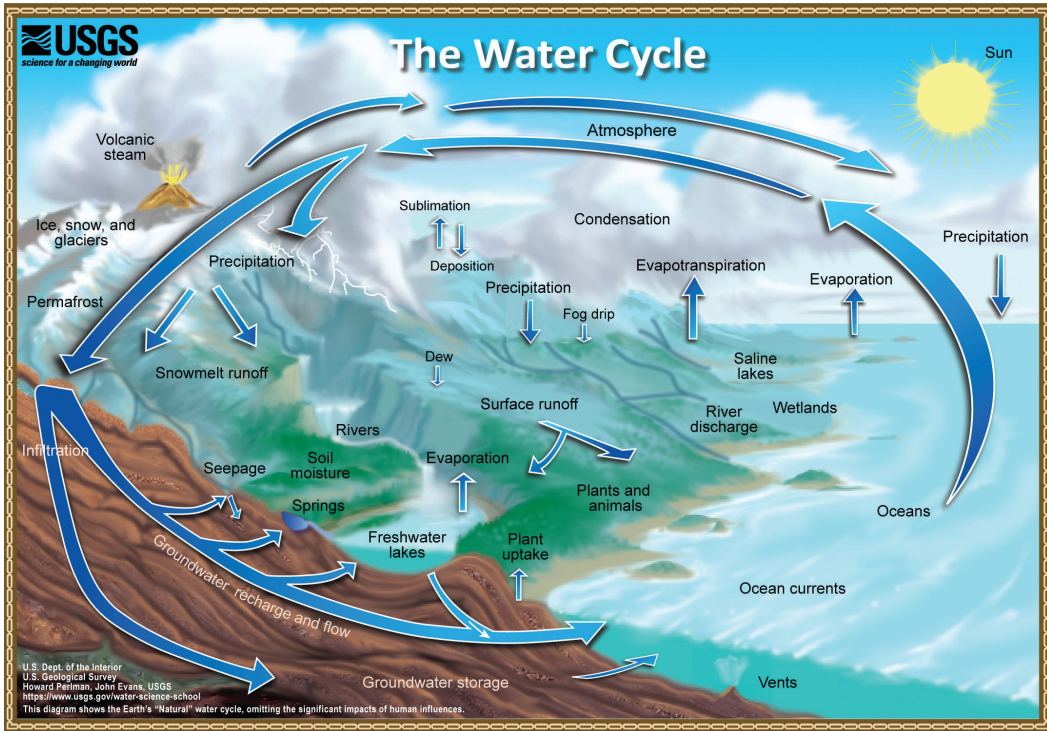 USGS
science for a changing world
The Water Cycle
Sun
Volcanic
steam
Atmosphere
Sublimation
Condensation
Ice, snow, and
glaciers
Precipitation
Deposition
Evapotranspiration
Precipitation
Precipitation
Evaporation
Permafrost
Fog drip
Dew
Saline
lakes
Snowmelt runoff
Surface runoff
Wetlands
River
discharge
Rivers
Infiltration
Seepage
Soil
moisture
Evaporation
Plants and
animals
Springs
Oceans
Freshwater
lakes
Plant
uptake
Groundwater recharge and flow
Ocean currents
Groundwater storage
Vents
U.S. Dept. of the Interior
U.S. Geological Survey
Howard Perlman, John Evans, USGS
https://www.usgs.gov/water-science-school
This diagram shows the Earth's “Natural” water cycle, omitting the significant impacts of human influences.